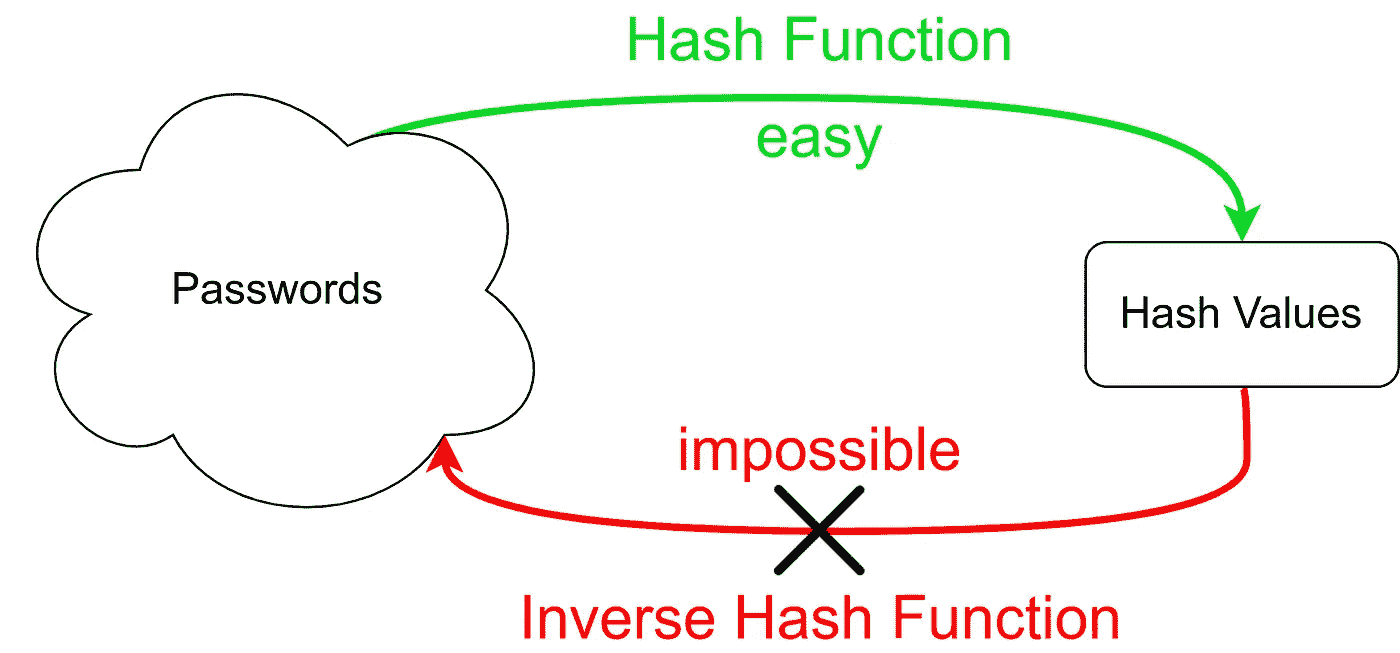 Hash Function
easy
Passwords
Hash Values
impossible
Inverse Hash Function